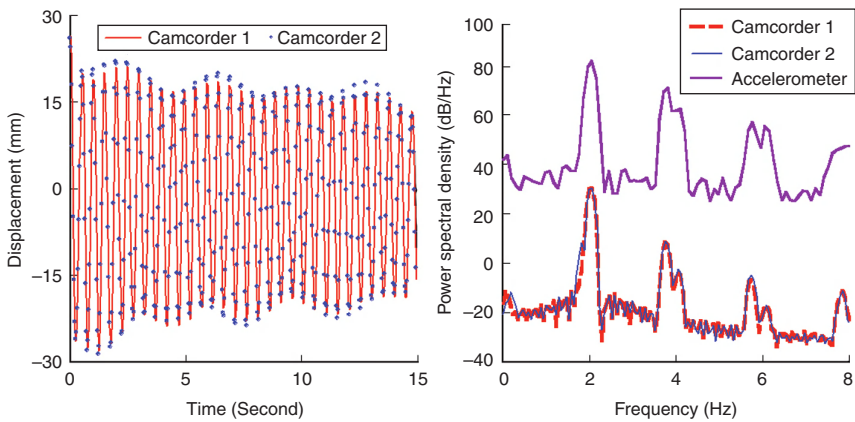 Camcorder 1 Camcorder 2
30
15
0
−15
−30
0 5 10 15
Displacement (mm)
Time (Second)
Camcorder 1
Camcorder 2
Accelerometer
100
80
60
40
20
0
−20
−40
0 2 4 6 8
Power spectral density (dB/Hz)
Frequency (Hz)